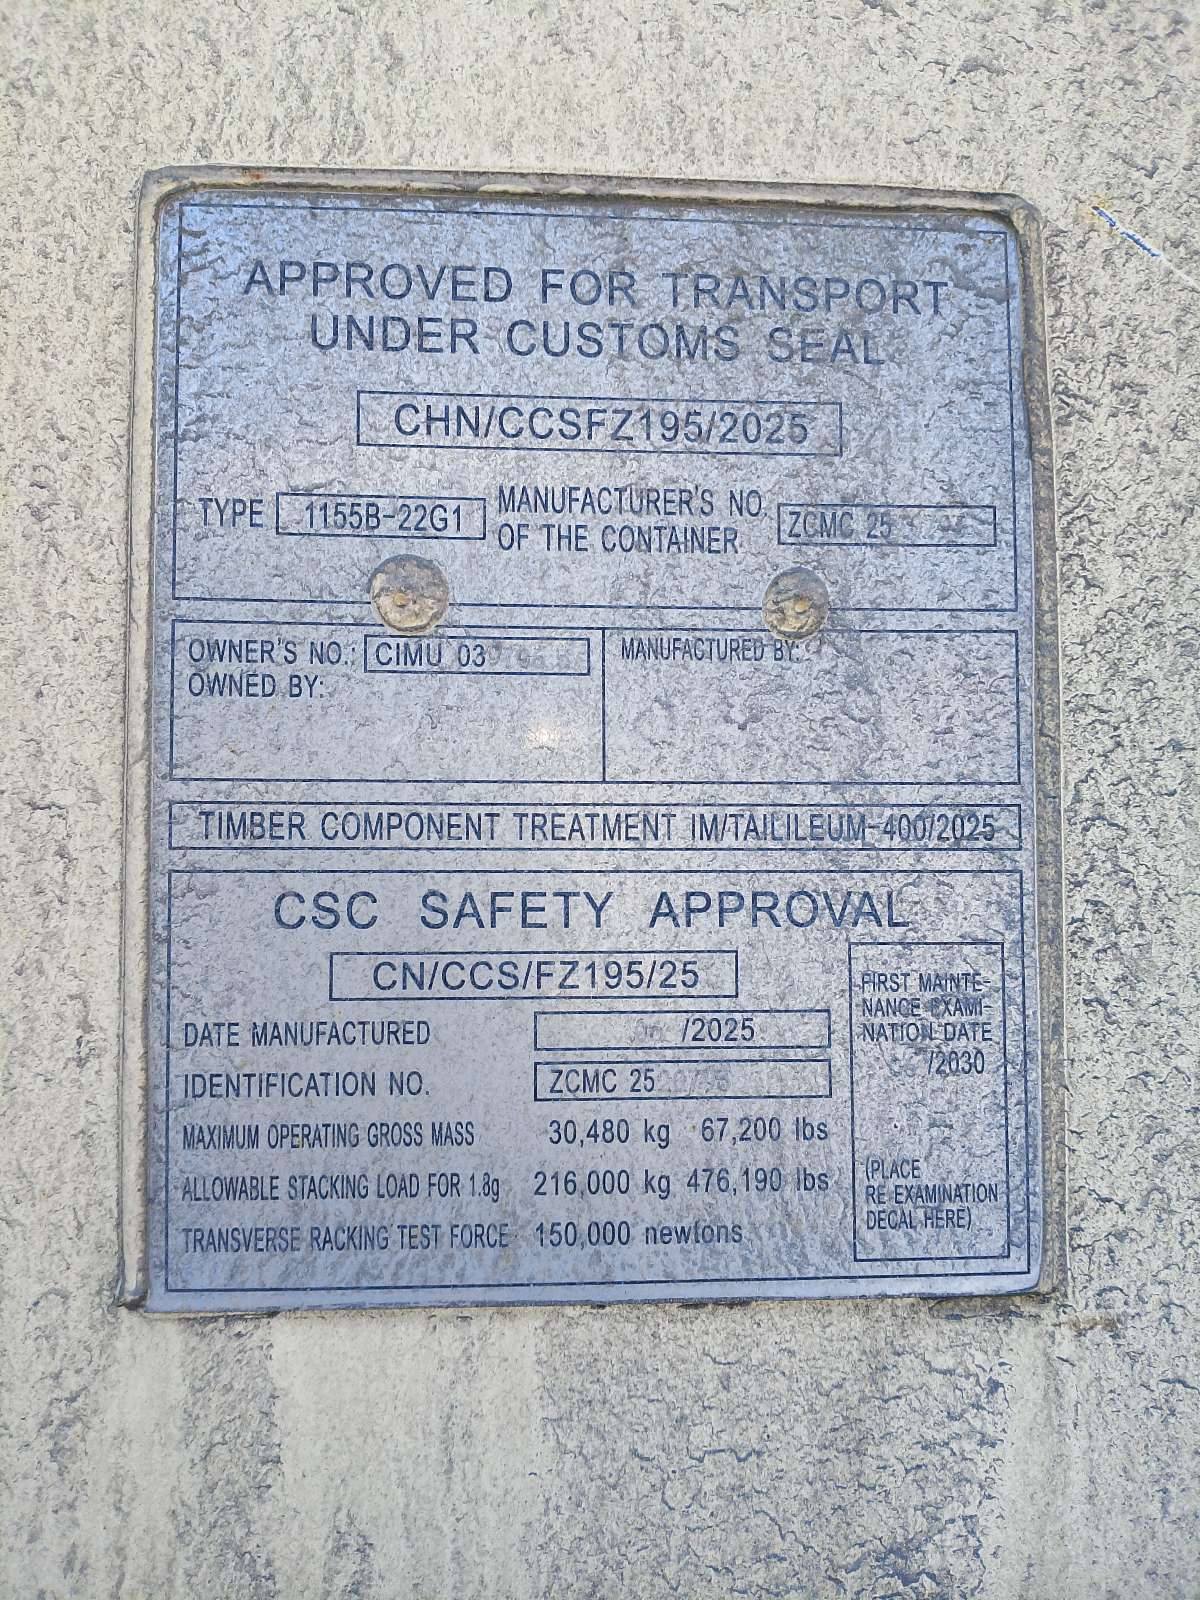 APPROVED FOR TRANSPORT
UNDER CUSTOMS SEAL
CHN/CCSFZ195/2025
TYPE 1155B-22G1 MANUFACTURER'S NO. OF THE CONTAINER ZCMC 25
OWNER'S NO.: CIMU 03
OWNED BY:
MANUFACTURED BY:
TIMBER COMPONENT TREATMENT IM/TAILILEUM-400/2025
CSC SAFETY APPROVAL
CN/CCS/FZ195/25
DATE MANUFACTURED /2025
IDENTIFICATION NO. ZCMC 25
MAXIMUM OPERATING GROSS MASS 30,480 kg 67,200 lbs
ALLOWABLE STACKING LOAD FOR 1.8g 216,000 kg 476,190 lbs
TRANSVERSE RACKING TEST FORCE 150,000 newtons
FIRST MAINTE-
NANCE EXAMI-
NATION DATE
/2030
(PLACE
RE EXAMINATION
DECAL HERE)